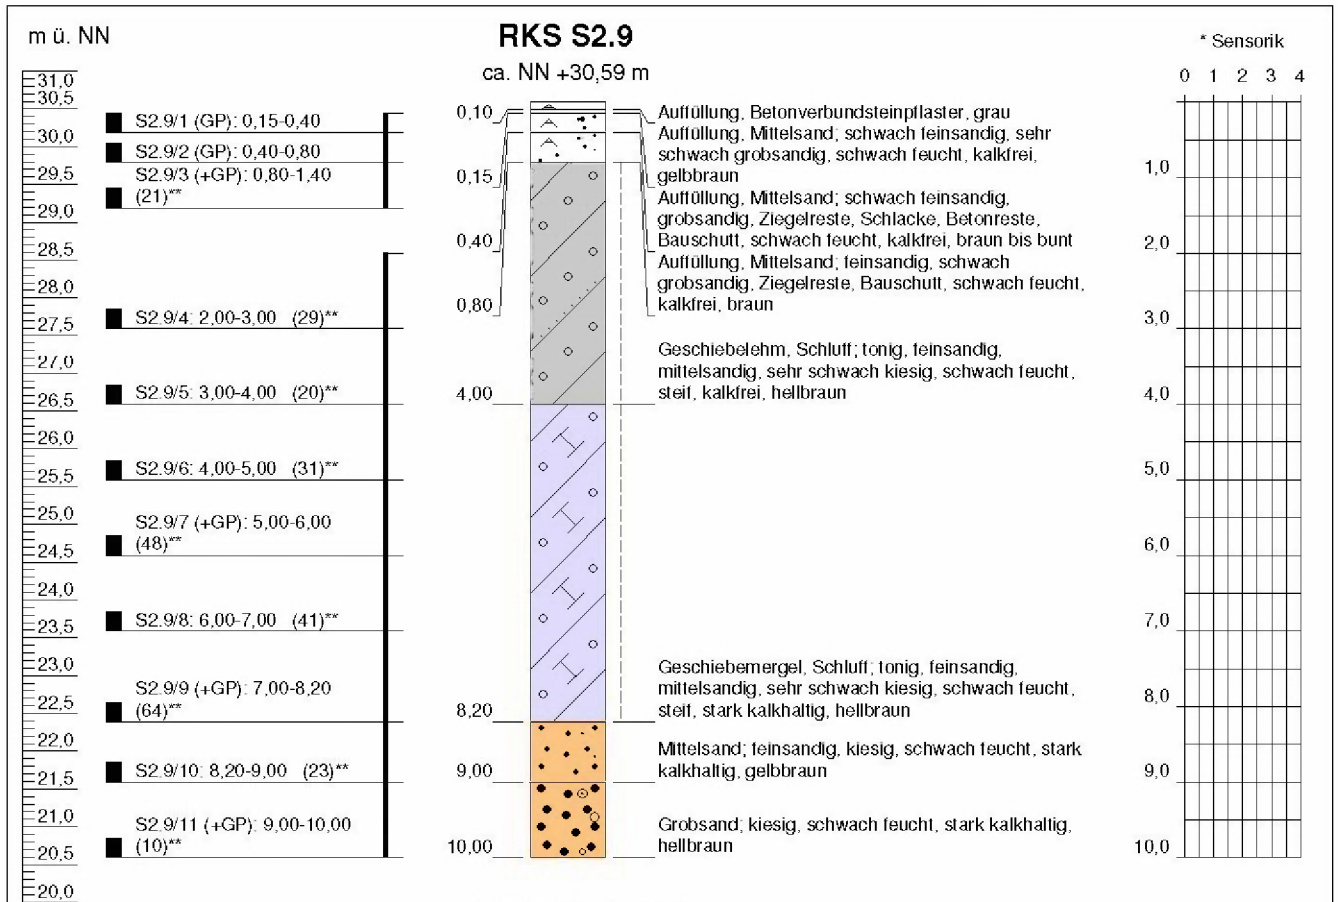 m ü. NN
RKS S2.9
ca. NN +30,59 m
* Sensorik
0 1 2 3 4
31,0
30,5
30,0
29,5
29,0
28,5
28,0
27,5
27,0
26,5
26,0
25,5
25,0
24,5
24,0
23,5
23,0
22,5
22,0
21,5
21,0
20,5
20,0
S2.9/1 (GP): 0,15-0,40
S2.9/2 (GP): 0,40-0,80
S2.9/3 (+GP): 0,80-1,40
(21)**
S2.9/4: 2,00-3,00 (29)**
S2.9/5: 3,00-4,00 (20)**
S2.9/6: 4,00-5,00 (31)**
S2.9/7 (+GP): 5,00-6,00
(48)**
S2.9/8: 6,00-7,00 (41)**
S2.9/9 (+GP): 7,00-8,20
(64)**
S2.9/10: 8,20-9,00 (23)**
S2.9/11 (+GP): 9,00-10,00
(10)**
0,10
0,15
0,40
0,80
4,00
8,20
9,00
10,00
Auffüllung, Betonverbundsteinpflaster, grau
Auffüllung, Mittelsand; schwach feinsandig, sehr
schwach grobsandig, schwach feucht, kalkfrei,
gelbbraun
Auffüllung, Mittelsand; schwach feinsandig,
grobsandig, Ziegelreste, Schlacke, Betonreste,
Bauschutt, schwach feucht, kalkfrei, braun bis bunt
Auffüllung, Mittelsand; feinsandig, schwach
grobsandig, Ziegelreste, Bauschutt, schwach feucht,
kalkfrei, braun
Geschiebelehm, Schluff; tonig, feinsandig,
mittelsandig, sehr schwach kiesig, schwach feucht,
steif, kalkfrei, hellbraun
Geschiebemergel, Schluff; tonig, feinsandig,
mittelsandig, sehr schwach kiesig, schwach feucht,
steif, stark kalkhaltig, hellbraun
Mittelsand; feinsandig, kiesig, schwach feucht, stark
kalkhaltig, gelbbraun
Grobsand; kiesig, schwach feucht, stark kalkhaltig,
hellbraun
1,0
2,0
3,0
4,0
5,0
6,0
7,0
8,0
9,0
10,0